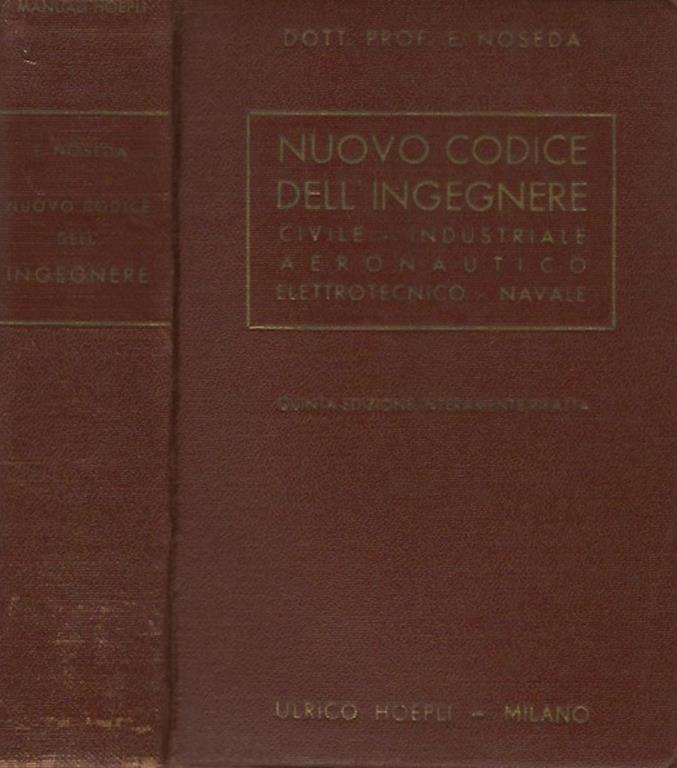 MANUALI HOEPLI
E. NOSEDA
NUOVO CODICE
DELL'
INGEGNERE
DOTT. PROF. E. NOSEDA
NUOVO CODICE
DELL'INGEGNERE
CIVILE - INDUSTRIALE
AERONAUTICO
ELETTROTECNICO - NAVALE
QUINTA EDIZIONE INTERAMENTE RIFATTA
ULRICO HOEPLI - MILANO